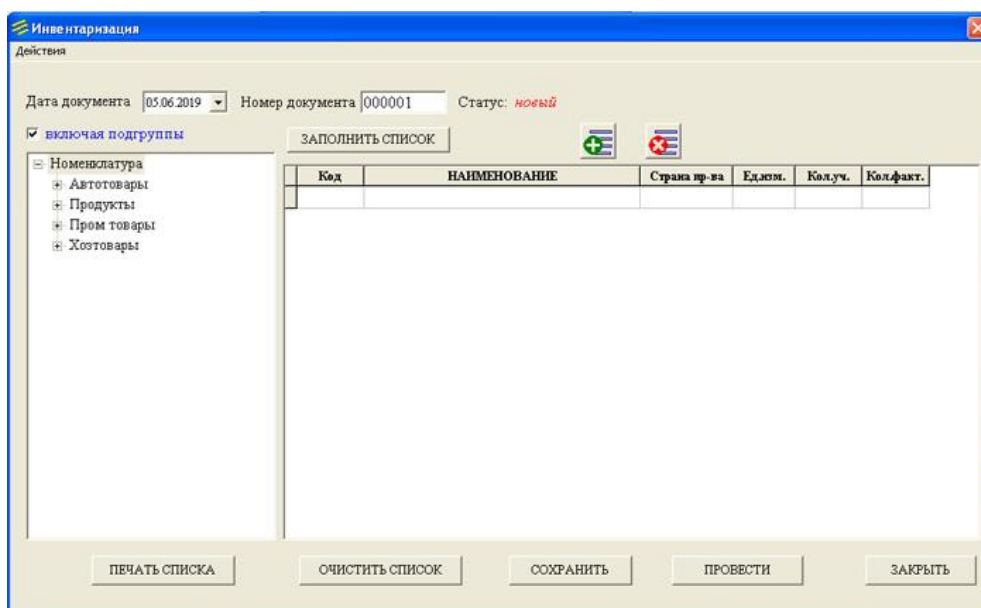 Инвентаризация
Действия
Дата документа 05.06.2019 Номер документа 000001 Статус: новый
включая подгруппы
ЗАПОЛНИТЬ СПИСОК
Номенклатура
Автотовары
Продукты
Пром товары
Хозтовары
Код НАИМЕНОВАНИЕ Страна пр-ва Ед.изм. Кол.уч. Кол.факт.
ПЕЧАТЬ СПИСКА ОЧИСТИТЬ СПИСОК СОХРАНИТЬ ПРОВЕСТИ ЗАКРЫТЬ